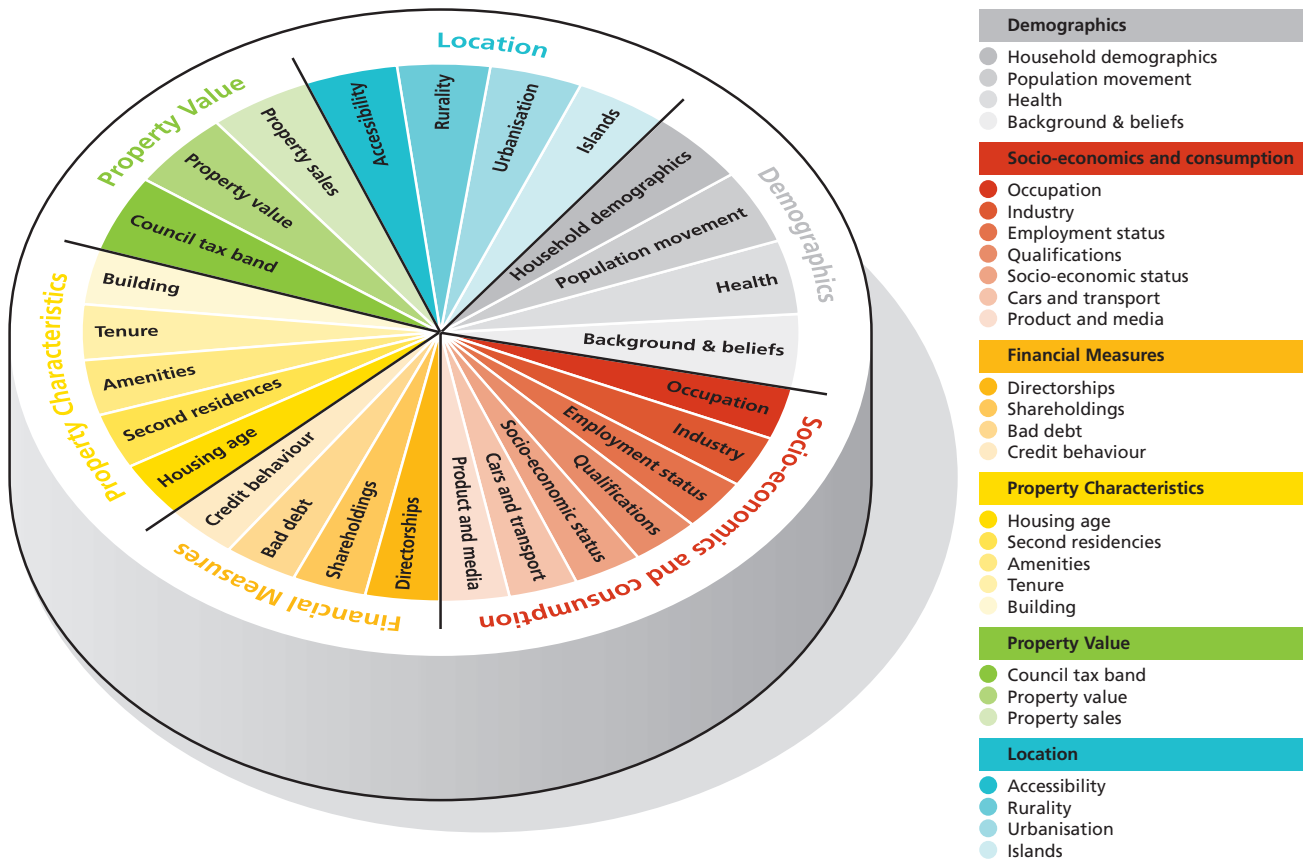 Location
Demographics
Socio-economics and consumption
Financial Measures
Property Characteristics
Property Value
Accessibility
Rurality
Urbanisation
Islands
Household demographics
Population movement
Health
Background & beliefs
Occupation
Industry
Employment status
Qualifications
Socio-economic status
Cars and transport
Product and media
Directorships
Shareholdings
Bad debt
Credit behaviour
Housing age
Second residences
Amenities
Tenure
Building
Council tax band
Property value
Property sales
Demographics
Household demographics
Population movement
Health
Background & beliefs
Socio-economics and consumption
Occupation
Industry
Employment status
Qualifications
Socio-economic status
Cars and transport
Product and media
Financial Measures
Directorships
Shareholdings
Bad debt
Credit behaviour
Property Characteristics
Housing age
Second residencies
Amenities
Tenure
Building
Property Value
Council tax band
Property value
Property sales
Location
Accessibility
Rurality
Urbanisation
Islands